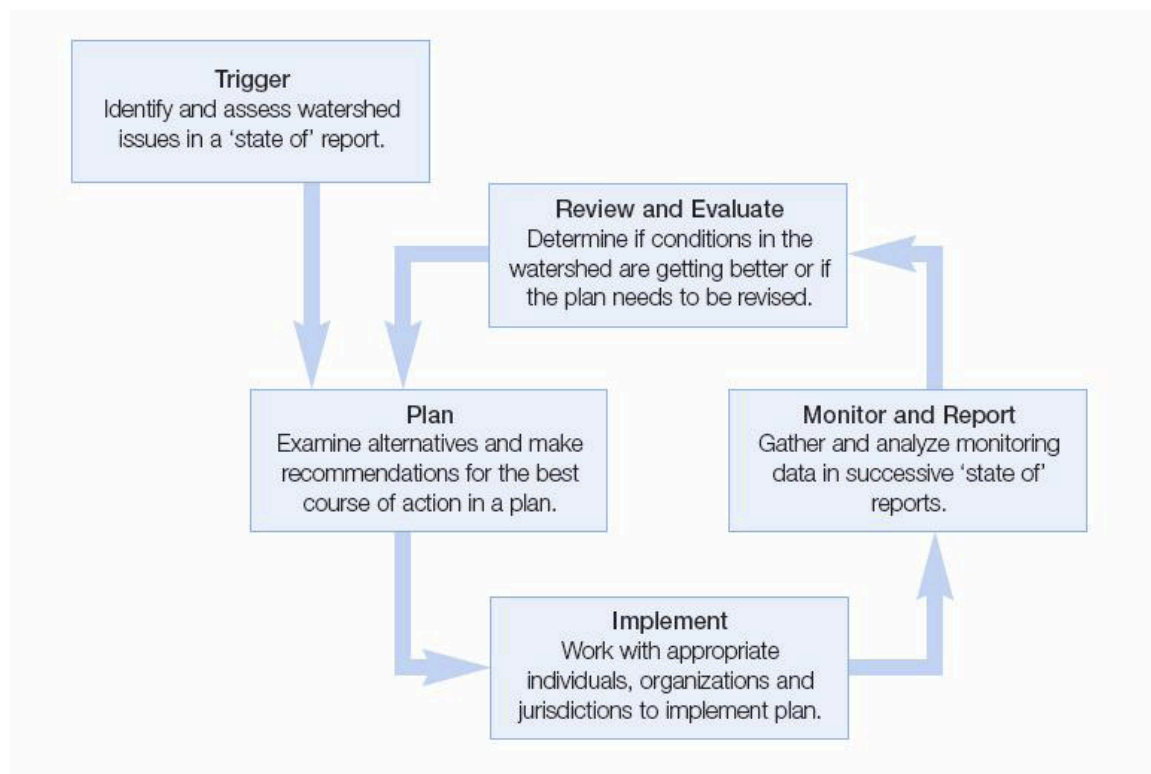 Trigger
Identify and assess watershed
issues in a ‘state of’ report.
Review and Evaluate
Determine if conditions in the
watershed are getting better or if
the plan needs to be revised.
Plan
Examine alternatives and make
recommendations for the best
course of action in a plan.
Monitor and Report
Gather and analyze monitoring
data in successive ‘state of’
reports.
Implement
Work with appropriate
individuals, organizations and
jurisdictions to implement plan.